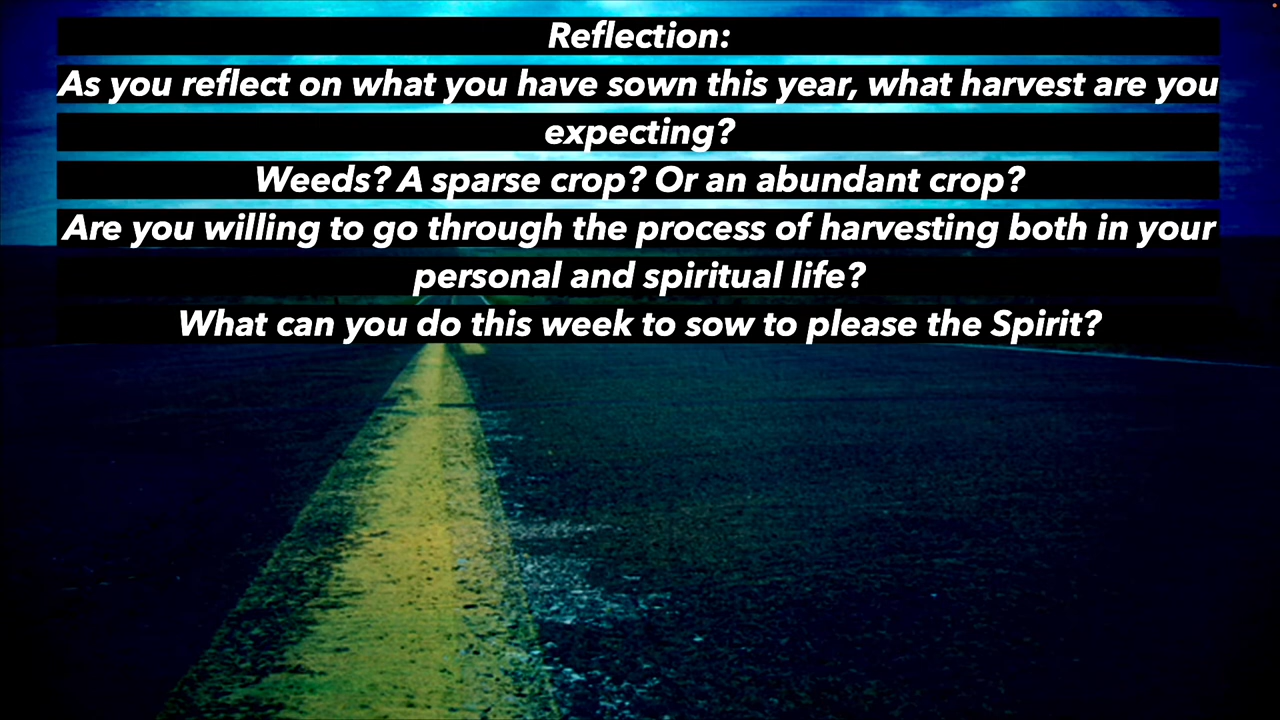 Reflection:
As you reflect on what you have sown this year, what harvest are you
expecting?
Weeds? A sparse crop? Or an abundant crop?
Are you willing to go through the process of harvesting both in your
personal and spiritual life?
What can you do this week to sow to please the Spirit?